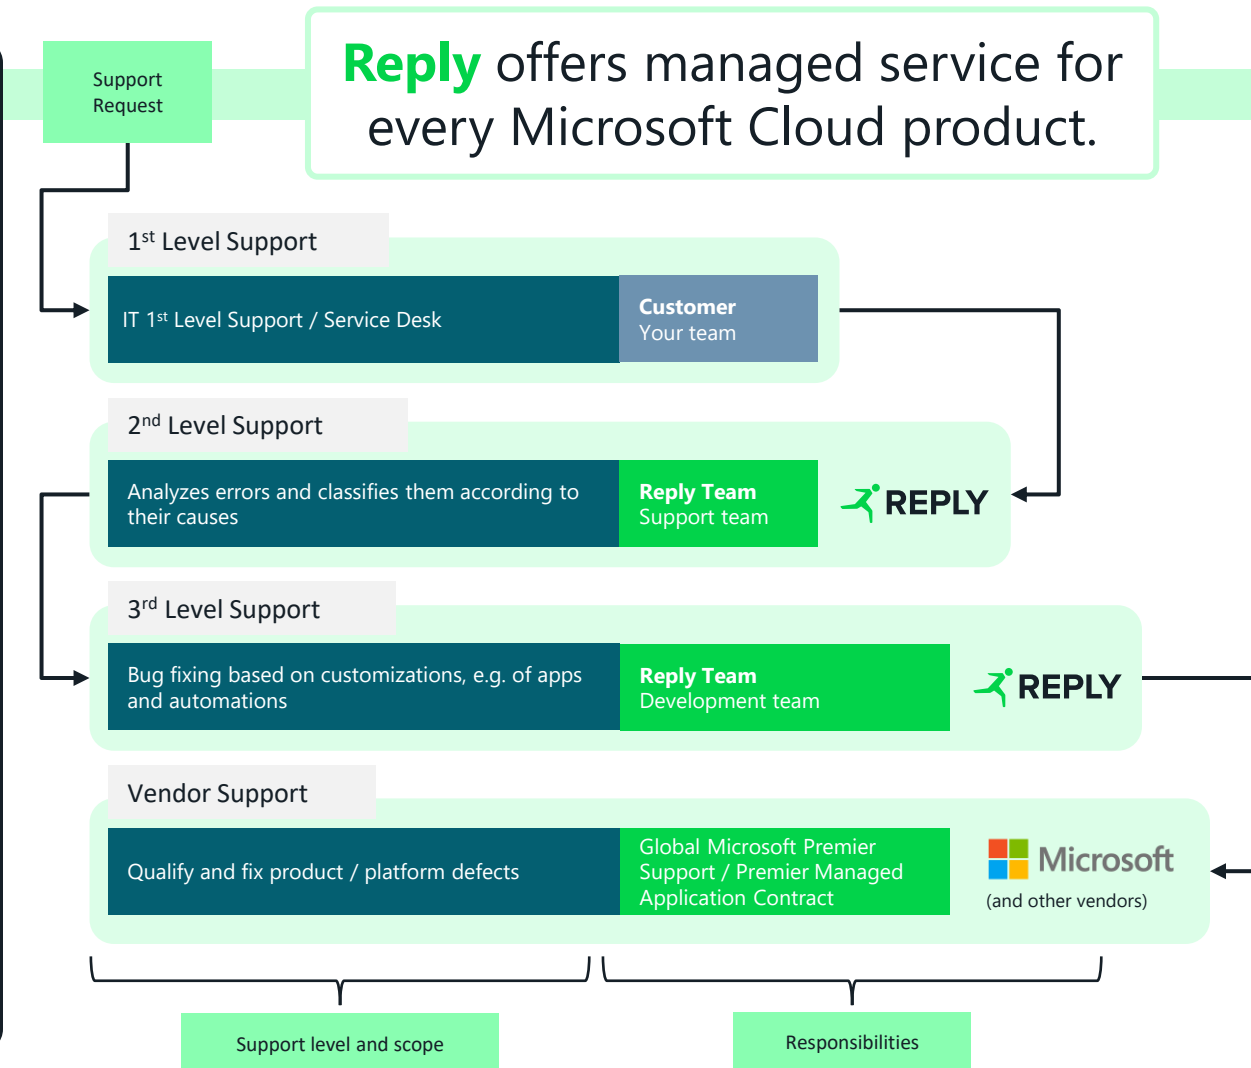 Support
Request
Reply offers managed service for
every Microsoft Cloud product.
1st Level Support
IT 1st Level Support / Service Desk
Customer
Your team
2nd Level Support
Analyzes errors and classifies them according to
their causes
Reply Team
Support team
REPLY
3rd Level Support
Bug fixing based on customizations, e.g. of apps
and automations
Reply Team
Development team
REPLY
Vendor Support
Qualify and fix product / platform defects
Global Microsoft Premier
Support / Premier Managed
Application Contract
Microsoft
(and other vendors)
Support level and scope
Responsibilities